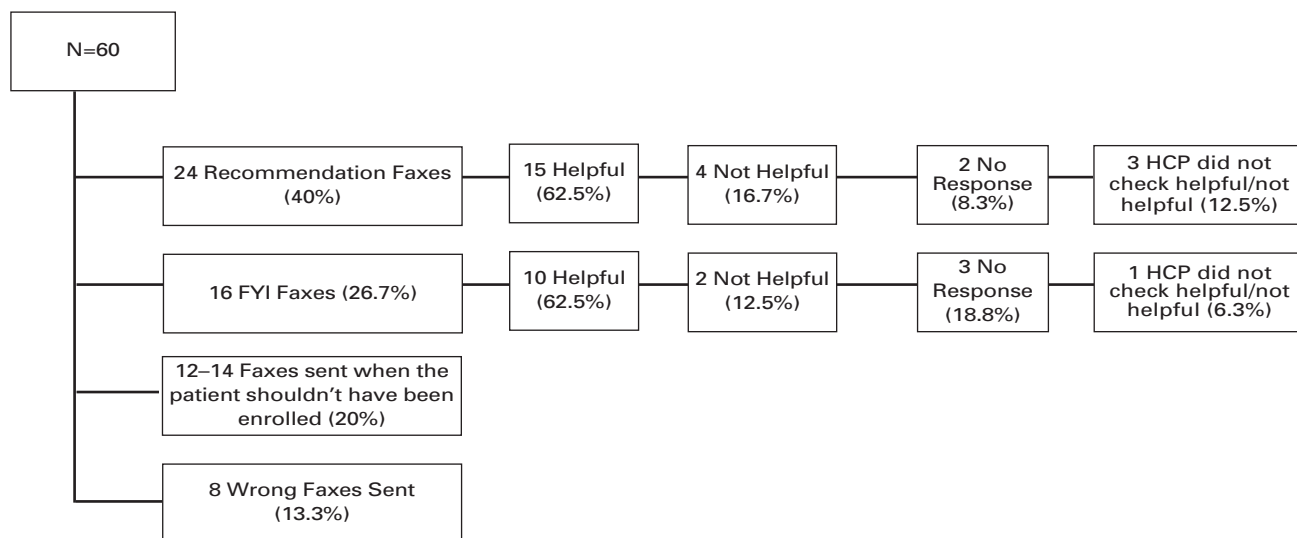 N=60
24 Recommendation Faxes
(40%)
15 Helpful
(62.5%)
4 Not Helpful
(16.7%)
2 No
Response
(8.3%)
3 HCP did not
check helpful/not
helpful (12.5%)
16 FYI Faxes (26.7%)
10 Helpful
(62.5%)
2 Not Helpful
(12.5%)
3 No
Response
(18.8%)
1 HCP did not
check helpful/not
helpful (6.3%)
12–14 Faxes sent when the
patient shouldn't have been
enrolled (20%)
8 Wrong Faxes Sent
(13.3%)